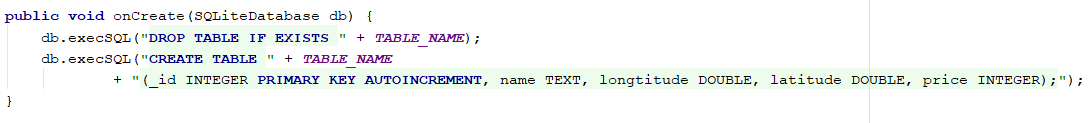 public void onCreate(SQLiteDatabase db) {
db.execSQL("DROP TABLE IF EXISTS " + TABLE_NAME);
db.execSQL("CREATE TABLE " + TABLE_NAME
+ "(_id INTEGER PRIMARY KEY AUTOINCREMENT, name TEXT, longtitude DOUBLE, latitude DOUBLE, price INTEGER);");
}